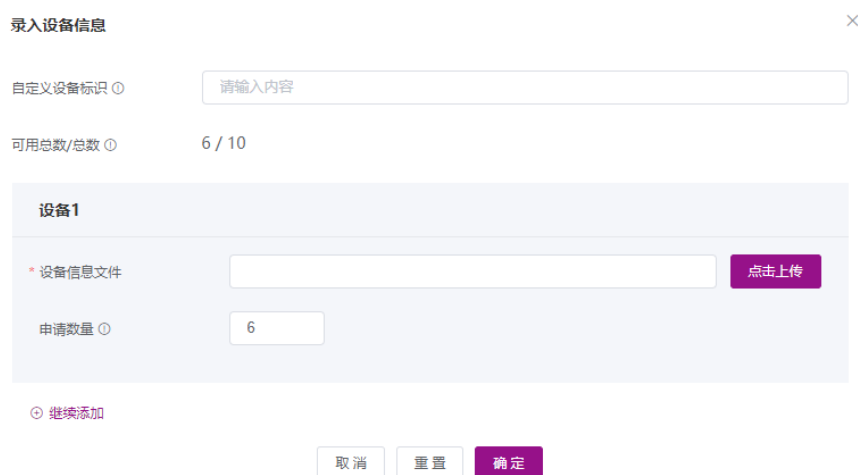 录入设备信息
自定义设备标识
请输入内容
可用总数/总数
6 / 10
设备1
* 设备信息文件
点击上传
申请数量
6
继续添加
取消 重置 确定